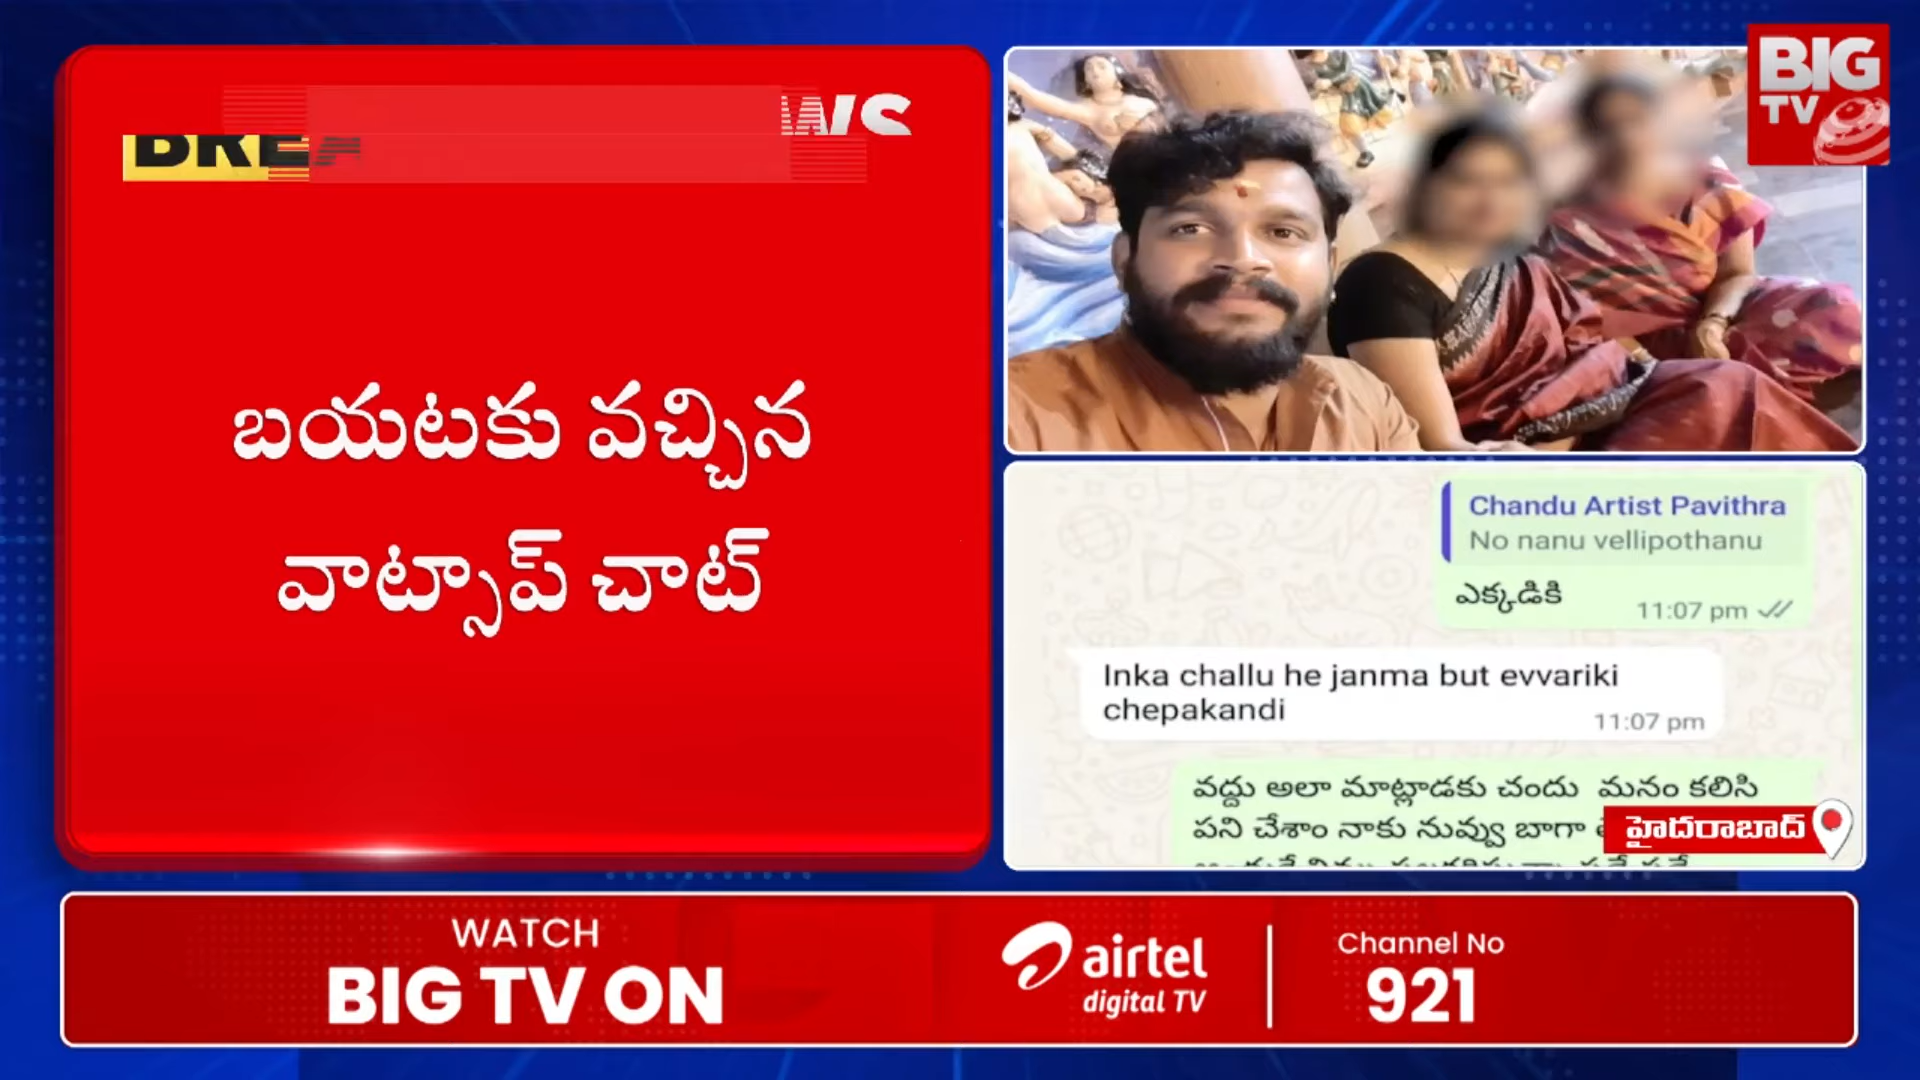 బయటకు వచ్చిన
వాట్సాప్ చాట్
BIG
TV
Chandu Artist Pavithra
No nanu vellipothanu
ఎక్కడికి
11:07 pm
Inka challu he janma but evvariki
chepakandi
11:07 pm
వద్దు అలా మాట్లాడకు చందు మనం కలిసి
పని చేశాం నాకు నువ్వు బాగా
హైదరాబాద్
WATCH
BIG TV ON
airtel
digital TV
Channel No
921